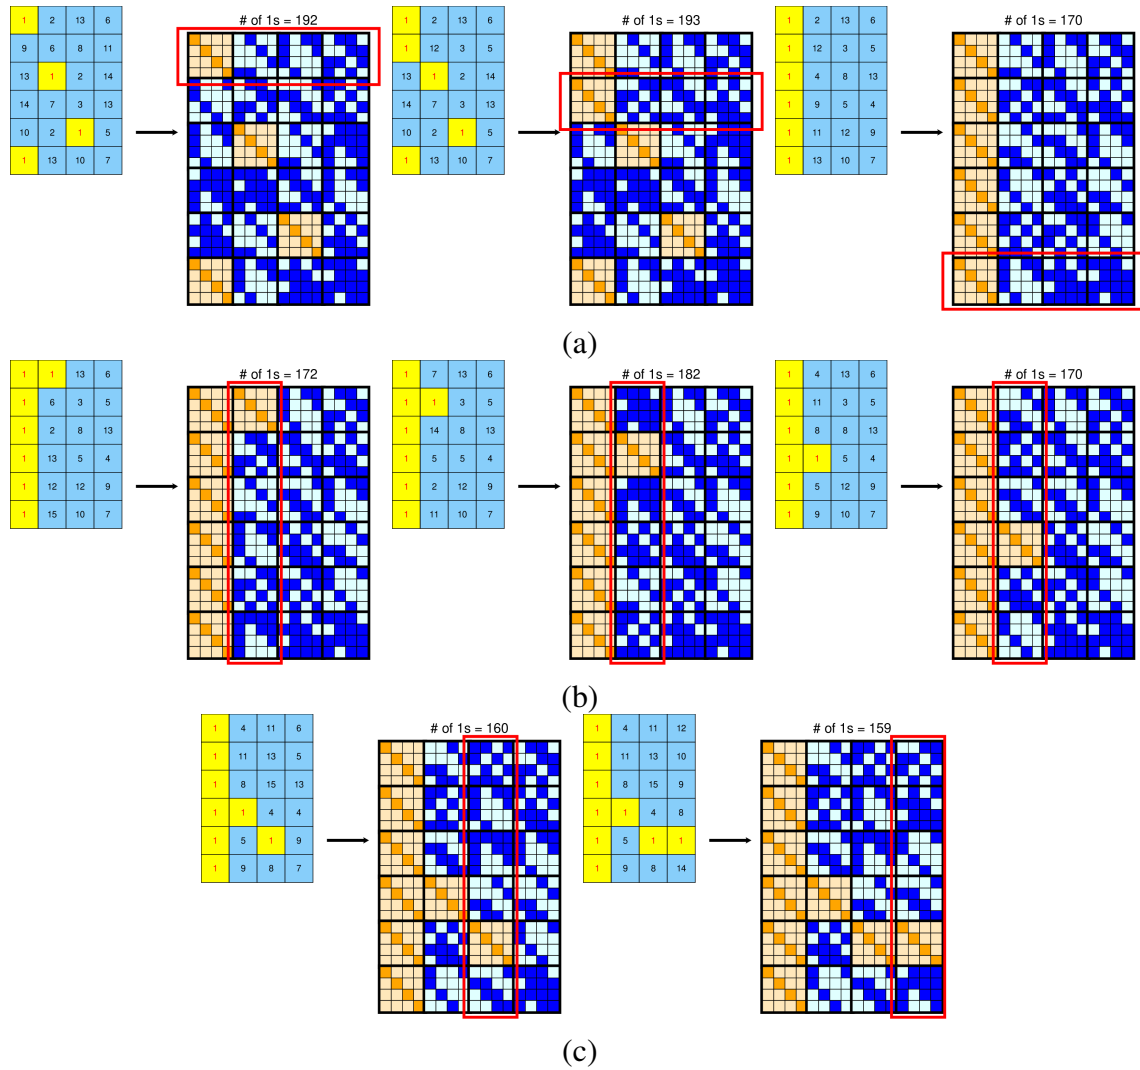 # of 1s = 192
# of 1s = 193
# of 1s = 170
1 2 13 6
1 2 13 6
1 2 13 6
9 6 8 11
1 12 3 5
1 12 3 5
13 1 2 14
13 1 2 14
1 4 8 13
14 7 3 13
14 7 3 13
1 9 5 4
10 2 1 5
10 2 1 5
1 11 12 9
1 13 10 7
1 13 10 7
1 13 10 7
(a)
# of 1s = 172
# of 1s = 182
# of 1s = 170
1 1 13 6
1 7 13 6
1 4 13 6
1 6 3 5
1 1 3 5
1 11 3 5
1 2 8 13
1 14 8 13
1 8 8 13
1 13 5 4
1 5 5 4
1 1 5 4
1 12 12 9
1 2 12 9
1 5 12 9
1 15 10 7
1 11 10 7
1 9 10 7
(b)
# of 1s = 160
# of 1s = 159
1 4 11 6
1 4 11 12
1 11 13 5
1 11 13 10
1 8 15 13
1 8 15 9
1 1 4 4
1 1 4 8
1 5 1 9
1 5 1 1
1 9 8 7
1 9 8 14
(c)